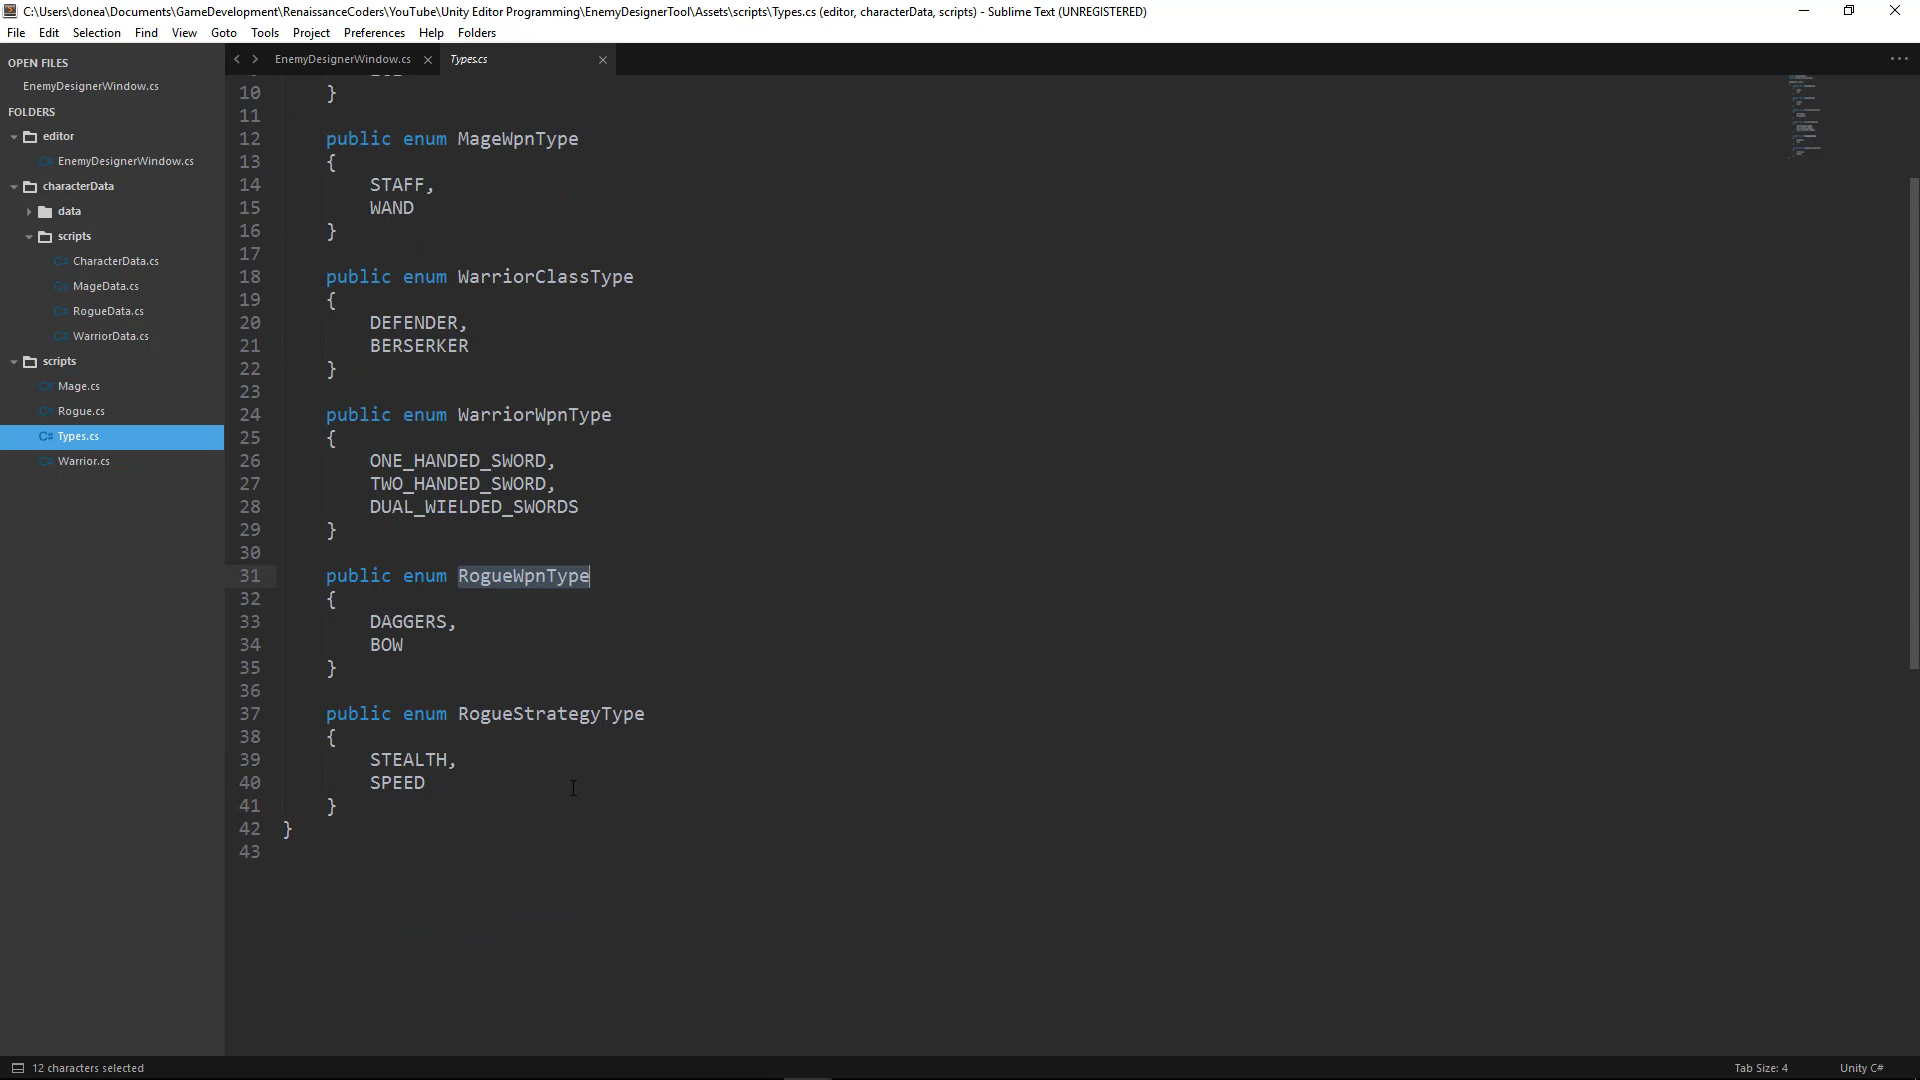 C:\Users\donea\Documents\GameDevelopment\RenaissanceCoders\YouTube\Unity Editor Programming\EnemyDesignerTool\Assets\scripts\Types.cs (editor, characterData, scripts) - Sublime Text (UNREGISTERED)
File Edit Selection Find View Goto Tools Project Preferences Help Folders
OPEN FILES
EnemyDesignerWindow.cs
FOLDERS
editor
C# EnemyDesignerWindow.cs
characterData
data
scripts
C# CharacterData.cs
C# MageData.cs
C# RogueData.cs
C# WarriorData.cs
scripts
C# Mage.cs
C# Rogue.cs
C# Types.cs
C# Warrior.cs
EnemyDesignerWindow.cs × Types.cs ×
10 }
11
12 public enum MageWpnType
13 {
14 STAFF,
15 WAND
16 }
17
18 public enum WarriorClassType
19 {
20 DEFENDER,
21 BERSERKER
22 }
23
24 public enum WarriorWpnType
25 {
26 ONE_HANDED_SWORD,
27 TWO_HANDED_SWORD,
28 DUAL_WIELDED_SWORDS
29 }
30
31 public enum RogueWpnType
32 {
33 DAGGERS,
34 BOW
35 }
36
37 public enum RogueStrategyType
38 {
39 STEALTH,
40 SPEED
41 }
42 }
43
12 characters selected
Tab Size: 4
Unity C#